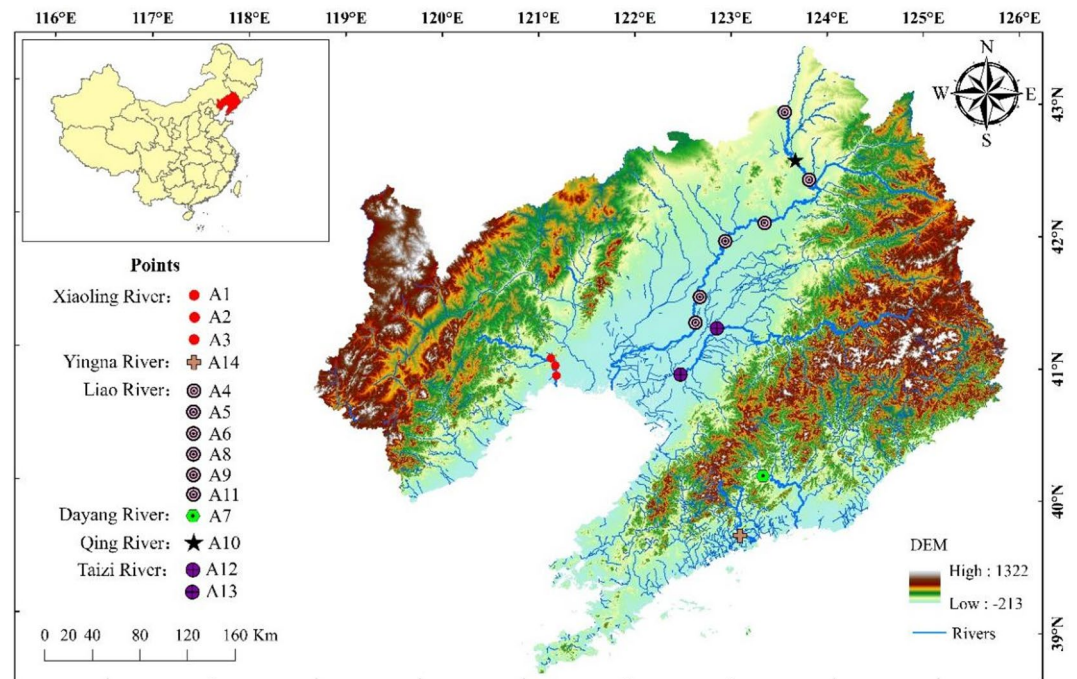 116°E 117°E 118°E 119°E 120°E 121°E 122°E 123°E 124°E 125°E 126°E
N
W E
S
43°N
42°N
41°N
40°N
39°N
Points
Xiaoling River: A1
A2
A3
Yingna River: A14
Liao River: A4
A5
A6
A8
A9
A11
Dayang River: A7
Qing River: A10
Taizi River: A12
A13
0 20 40 80 120 160 Km
DEM
High : 1322
Low : -213
Rivers